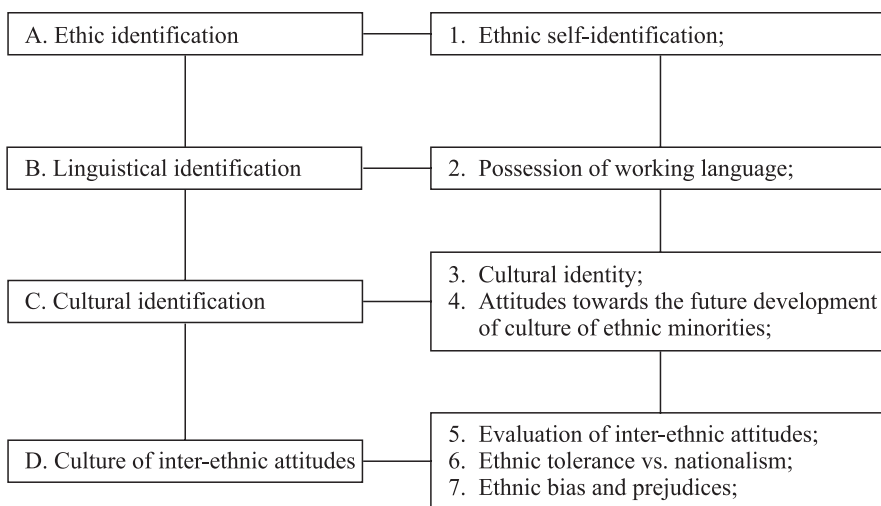 A. Ethic identification
1. Ethnic self-identification;
B. Linguistical identification
2. Possession of working language;
C. Cultural identification
3. Cultural identity;
4. Attitudes towards the future development
of culture of ethnic minorities;
D. Culture of inter-ethnic attitudes
5. Evaluation of inter-ethnic attitudes;
6. Ethnic tolerance vs. nationalism;
7. Ethnic bias and prejudices;